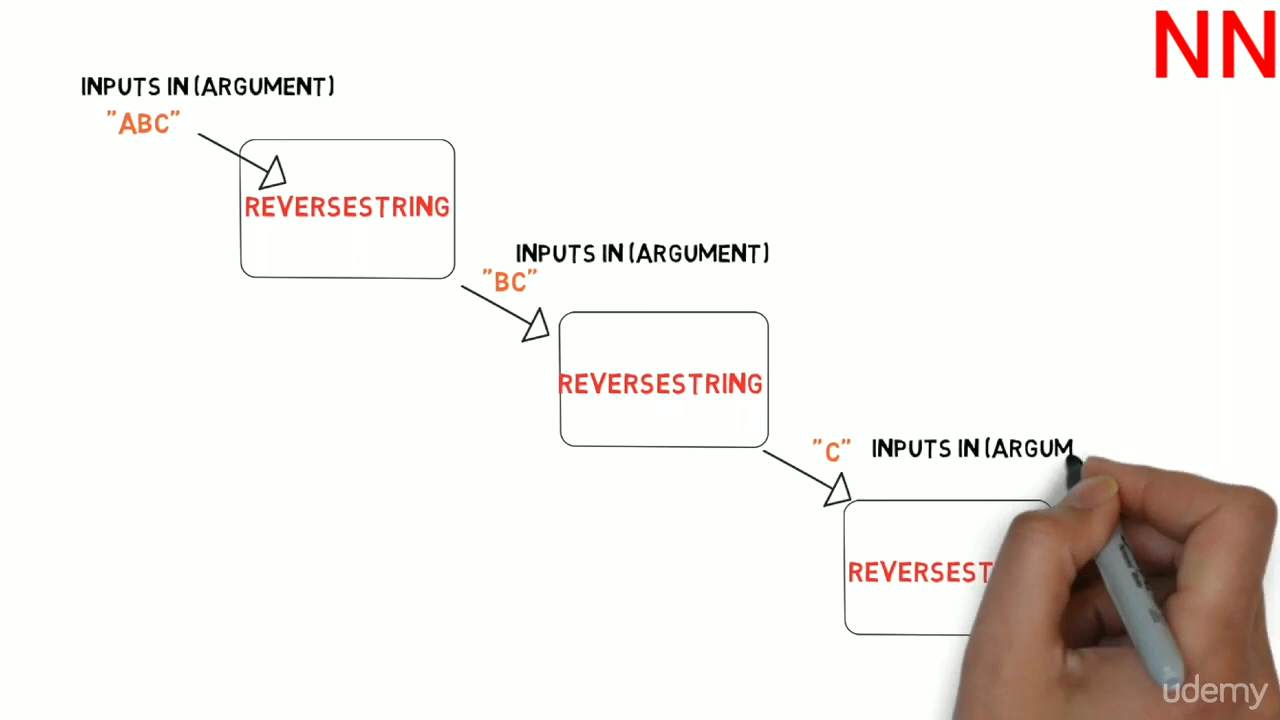 NN
INPUTS IN (ARGUMENT)
"ABC"
REVERSESTRING
INPUTS IN (ARGUMENT)
"BC"
REVERSESTRING
"C" INPUTS IN (ARGUM
REVERSEST
udemy